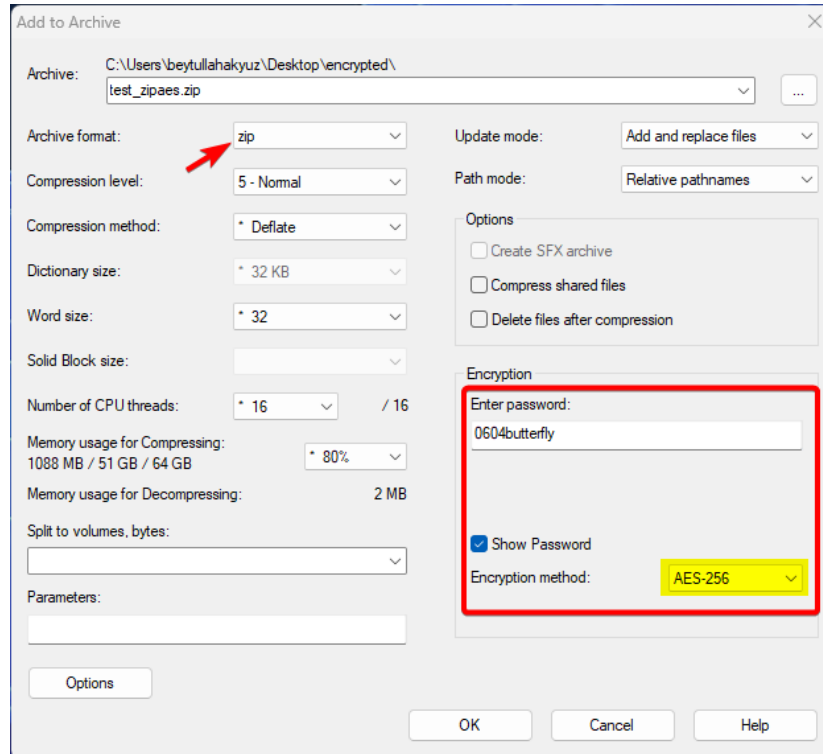 Add to Archive
Archive:
C:\Users\beytullahakyuz\Desktop\encrypted\
test_zipaes.zip
...
Archive format:
zip
Compression level:
5 - Normal
Compression method:
* Deflate
Dictionary size:
* 32 KB
Word size:
* 32
Solid Block size:
Number of CPU threads:
* 16
/ 16
Memory usage for Compressing:
1088 MB / 51 GB / 64 GB
* 80%
Memory usage for Decompressing:
2 MB
Split to volumes, bytes:
Parameters:
Options
Update mode:
Add and replace files
Path mode:
Relative pathnames
Options
Create SFX archive
Compress shared files
Delete files after compression
Encryption
Enter password:
0604butterfly
Show Password
Encryption method:
AES-256
OK
Cancel
Help